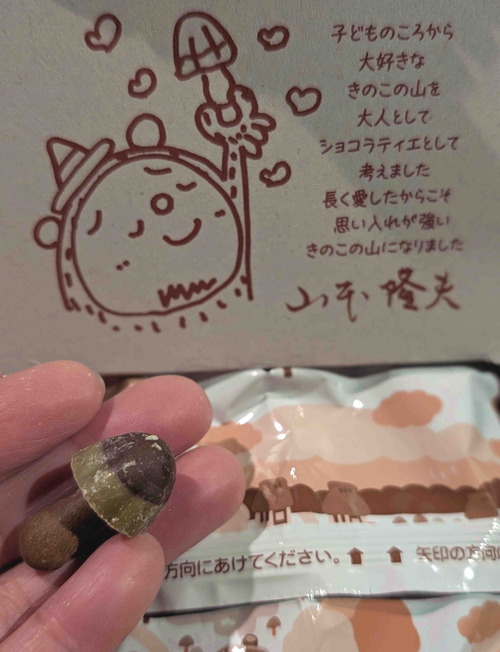 子どものころから
大好きな
きのこの山を
大人として
ショコラティエとして
考えました
長く愛したからこそ
思い入れが強い
きのこの山になりました
山本 隆夫
方向にあけてください。
矢印の方向